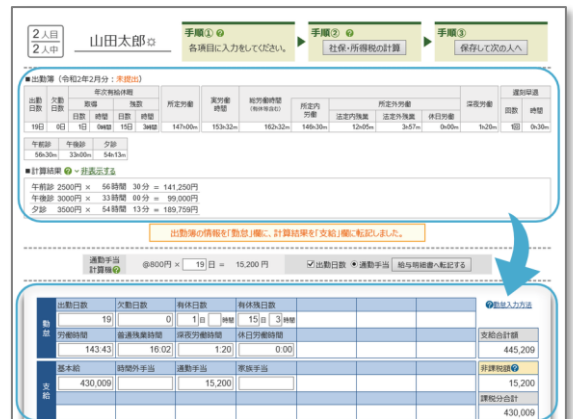 2人目
2人中
山田太郎
手順① ?
各項目に入力をしてください。
手順② ?
社保・所得税の計算
手順③
保存して次の人へ
■出勤簿（令和2年2月分：未提出）
出勤日数 欠勤日数 年次有給休暇 所定労働 実労働時間 総労働時間（有休等含む） 所定内労働 所定外労働 深夜労働 遅刻早退
取得 残数 法定内残業 法定外残業 休日労働 回数 時間
日数 時間 日数 時間
19日 0日 1日 0時間 15日 3時間 147h00m 153h32m 162h32m 146h30m 12h05m 3h57m 0h00m 1h20m 1回 0h30m
午前診 午後診 夕診
56h30m 33h00m 54h13m
■計算結果 ? ~ 非表示する
午前診 2500円 × 56時間 30分 = 141,250円
午後診 3000円 × 33時間 00分 = 99,000円
夕診 3500円 × 54時間 13分 = 189,759円
出勤簿の情報を「勤怠」欄に、計算結果を「支給」欄に転記しました。
通勤手当計算機? @800円 × 19 日 = 15,200 円 出勤日数 通勤手当 給与明細書へ転記する
?勤怠入力方法
勤怠
出勤日数 欠勤日数 有休日数 有休残日数
19 0 1 日 時間 15 日 3 時間
労働時間 普通残業時間 深夜労働時間 休日労働時間 支給合計額
143:43 16:02 1:20 0:00 445,209
支給
基本給 時間外手当 通勤手当 家族手当 非課税額?
430,009 15,200 15,200
課税分合計
430,009